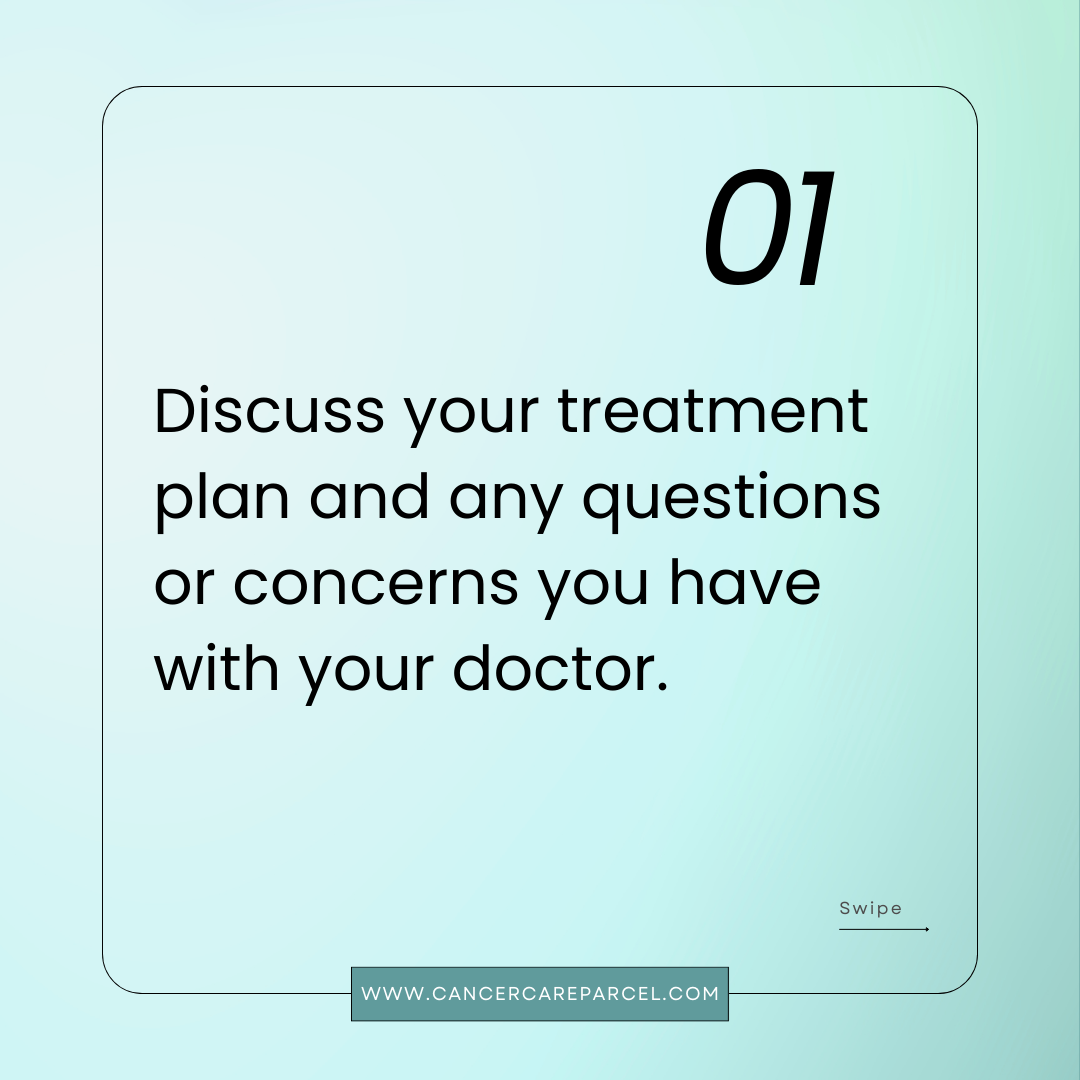 01
Discuss your treatment
plan and any questions
or concerns you have
with your doctor.
Swipe
WWW.CANCERCAREPARCEL.COM